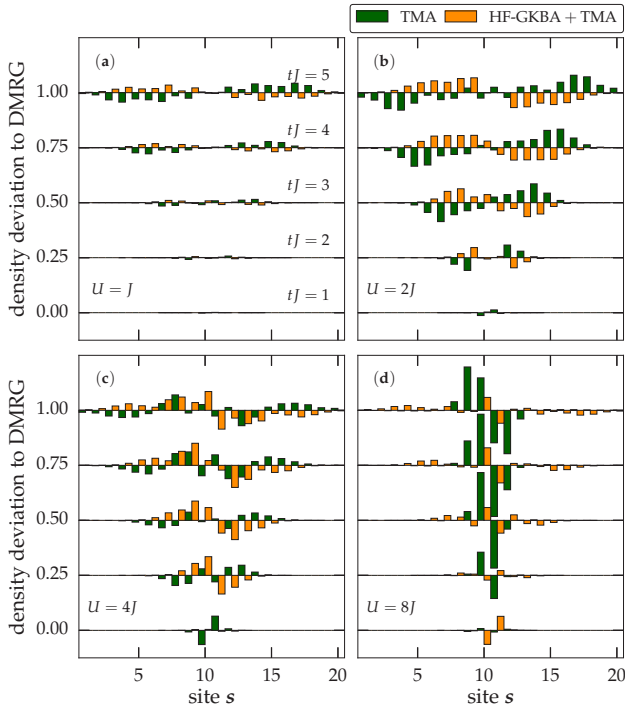 TMA HF-GKBA + TMA
(a) (b)
density deviation to DMRG
1.00 tJ = 5
0.75 tJ = 4
0.50 tJ = 3
0.25 tJ = 2
0.00 U = J tJ = 1
U = 2J
(c) (d)
density deviation to DMRG
1.00
0.75
0.50
0.25
U = 4J U = 8J
0.00
5 10 15 20 5 10 15 20
site s site s